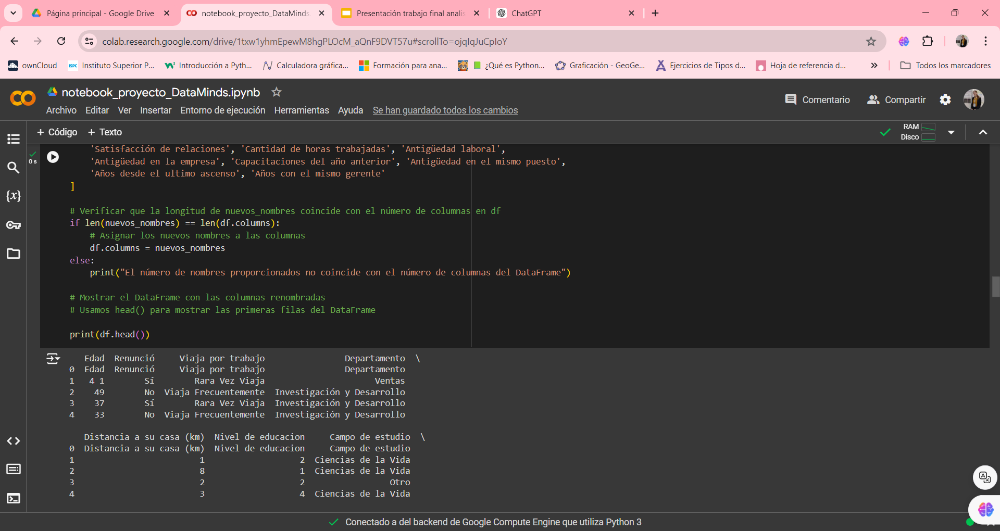 Página principal - Google Drive
notebook_proyecto_DataMinds.
Presentación trabajo final analis
ChatGPT
colab.research.google.com/drive/1txw1yhmEpewM8hgPLOcM_aQnF9DVT57u#scrollTo=ojqIqJuCpIoY
ownCloud
ISPC Instituto Superior P...
Introducción a Pyth...
Calculadora gráfica...
Formación para ana...
¿Qué es Python...
Graficación - GeoGe...
Ejercicios de Tipos d...
Hoja de referencia d...
Todos los marcadores
notebook_proyecto_DataMinds.ipynb
Comentario
Compartir
Archivo Editar Ver Insertar Entorno de ejecución Herramientas Ayuda Se han guardado todos los cambios
+ Código + Texto
RAM
Disco
0 s
'Satisfacción de relaciones', 'Cantidad de horas trabajadas', 'Antigüedad laboral',
'Antigüedad en la empresa', 'Capacitaciones del año anterior', 'Antigüedad en el mismo puesto',
'Años desde el ultimo ascenso', 'Años con el mismo gerente'
]
# Verificar que la longitud de nuevos_nombres coincide con el número de columnas en df
if len(nuevos_nombres) == len(df.columns):
# Asignar los nuevos nombres a las columnas
df.columns = nuevos_nombres
else:
print("El número de nombres proporcionados no coincide con el número de columnas del DataFrame")
# Mostrar el DataFrame con las columnas renombradas
# Usamos head() para mostrar las primeras filas del DataFrame
print(df.head())
Edad Renunció Viaja por trabajo Departamento \
0 Edad Renunció Viaja por trabajo Departamento
1 4 1 Sí Rara Vez Viaja Ventas
2 49 No Viaja Frecuentemente Investigación y Desarrollo
3 37 Sí Rara Vez Viaja Investigación y Desarrollo
4 33 No Viaja Frecuentemente Investigación y Desarrollo
Distancia a su casa (km) Nivel de educacion Campo de estudio \
0 Distancia a su casa (km) Nivel de educacion Campo de estudio
1 1 2 Ciencias de la Vida
2 8 1 Ciencias de la Vida
3 2 2 Otro
4 3 4 Ciencias de la Vida
Conectado a del backend de Google Compute Engine que utiliza Python 3